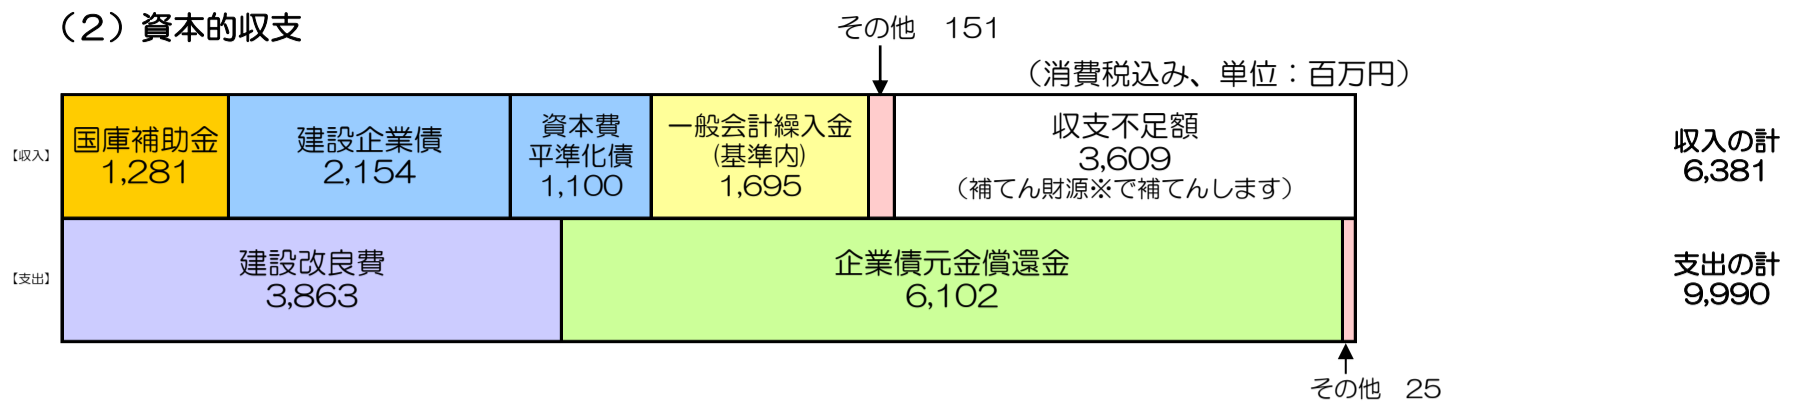 （２）資本的収支
その他　151
（消費税込み、単位：百万円）
【収入】
国庫補助金
1,281
建設企業債
2,154
資本費
平準化債
1,100
一般会計繰入金
(基準内)
1,695
収支不足額
3,609
（補てん財源※で補てんします）
収入の計
6,381
【支出】
建設改良費
3,863
企業債元金償還金
6,102
支出の計
9,990
その他　25